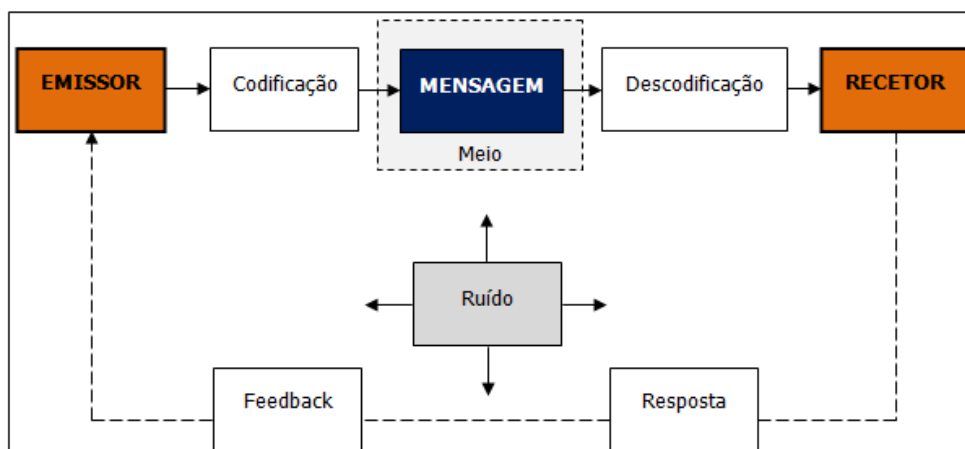 EMISSOR
Codificação
MENSAGEM
Descodificação
RECETOR
Meio
Ruído
Feedback
Resposta